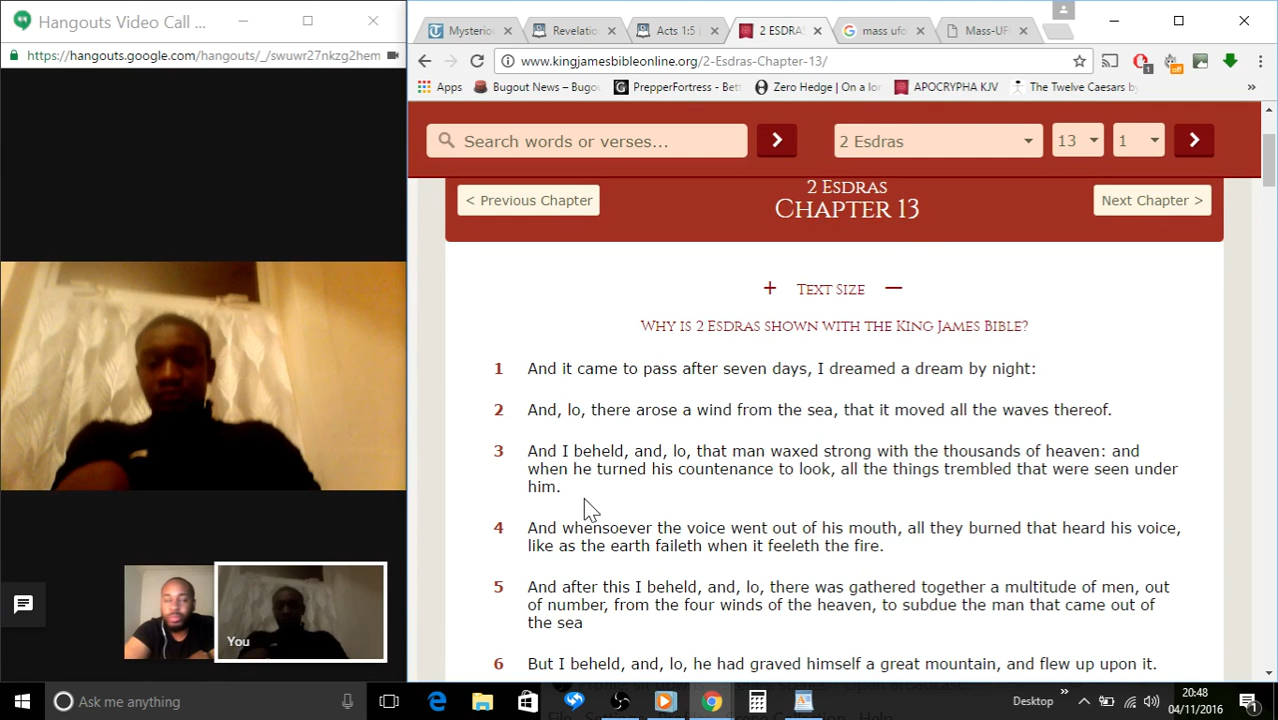 Hangouts Video Call ...
https://hangouts.google.com/hangouts/_/swuwr27nkzg2hem
You
Mysterio
Revelatio
Acts 1:5
2 ESDRAS
mass ufo
Mass-UF
www.kingjamesbibleonline.org/2-Esdras-Chapter-13/
1
off
Apps
Bugout News – Bugo
PrepperFortress - Bett
Zero Hedge | On a lor
APOCRYPHA KJV
The Twelve Caesars by
»
Search words or verses...
2 Esdras
13
1
< Previous Chapter
2 Esdras
Chapter 13
Next Chapter >
+ Text Size −
Why is 2 Esdras shown with the King James Bible?
1 And it came to pass after seven days, I dreamed a dream by night:
2 And, lo, there arose a wind from the sea, that it moved all the waves thereof.
3 And I beheld, and, lo, that man waxed strong with the thousands of heaven: and
when he turned his countenance to look, all the things trembled that were seen under
him.
4 And whensoever the voice went out of his mouth, all they burned that heard his voice,
like as the earth faileth when it feeleth the fire.
5 And after this I beheld, and, lo, there was gathered together a multitude of men, out
of number, from the four winds of the heaven, to subdue the man that came out of
the sea
6 But I beheld, and, lo, he had graved himself a great mountain, and flew up upon it.
Ask me anything
Desktop
»
20:48
04/11/2016
1